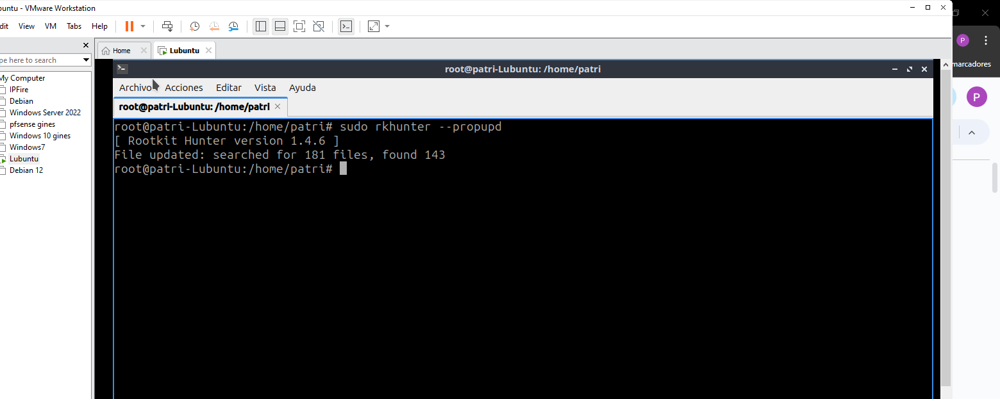 ubuntu - VMware Workstation
dit View VM Tabs Help
Home Lubuntu
pe here to search
My Computer
IPFire
Debian
Windows Server 2022
pfsense gines
Windows 10 gines
Windows7
Lubuntu
Debian 12
root@patri-Lubuntu: /home/patri
Archivo Acciones Editar Vista Ayuda
root@patri-Lubuntu: /home/patri
root@patri-Lubuntu:/home/patri# sudo rkhunter --propupd
[ Rootkit Hunter version 1.4.6 ]
File updated: searched for 181 files, found 143
root@patri-Lubuntu:/home/patri#
P
marcadores
P